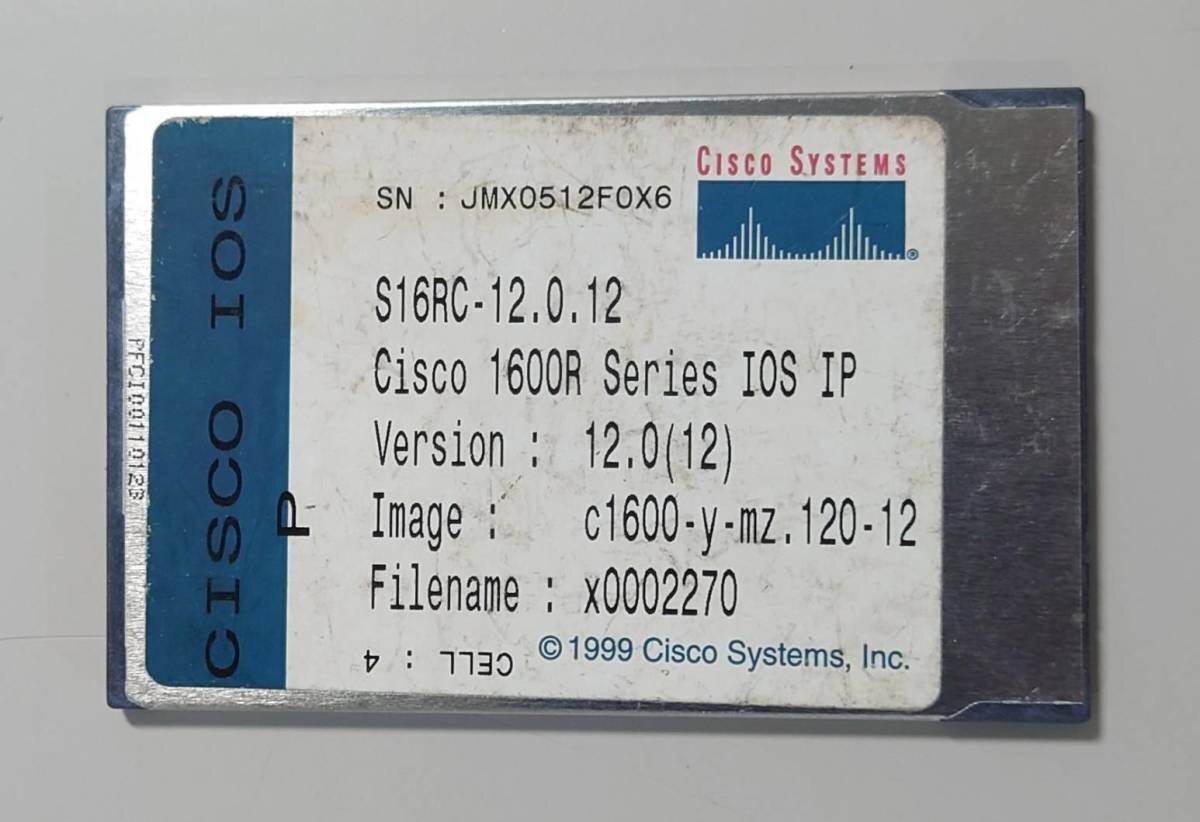 CISCO SYSTEMS
®
SN : JMX0512F0X6
S16RC-12.0.12
Cisco 1600R Series IOS IP
Version : 12.0(12)
Image : c1600-y-mz.120-12
Filename : x0002270
CELL : 4
© 1999 Cisco Systems, Inc.
CISCO IOS
P